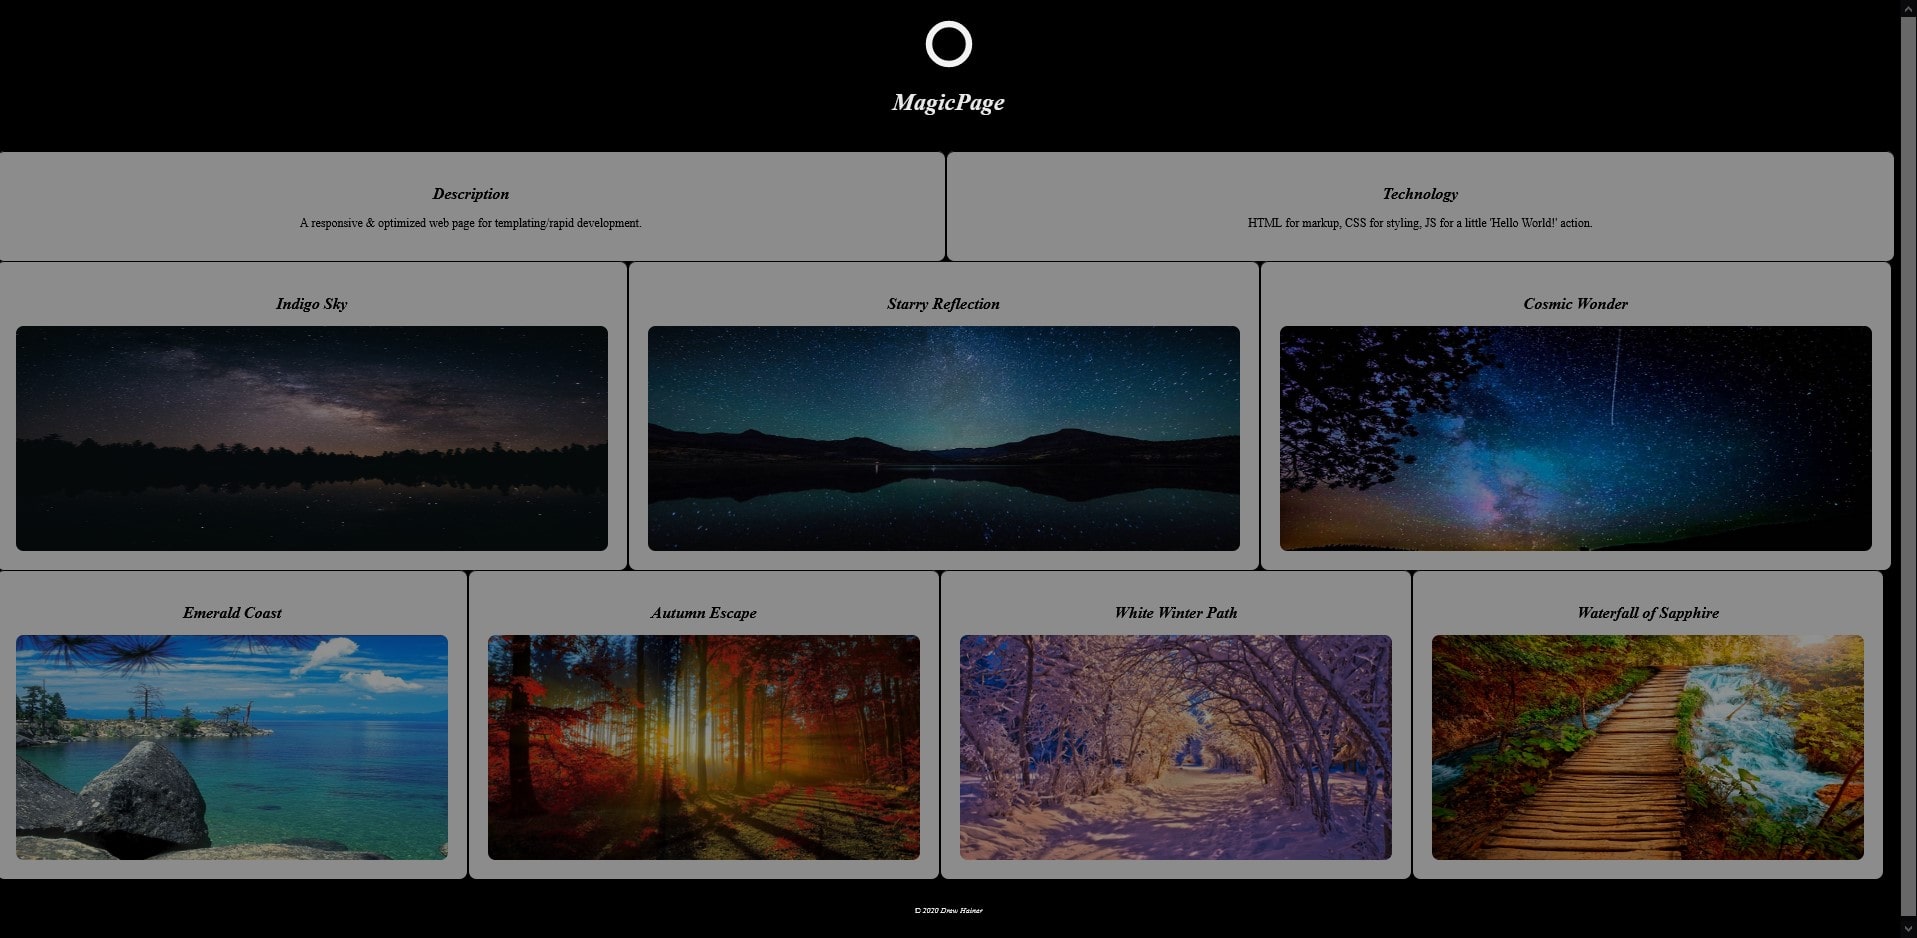 MagicPage
Description
A responsive & optimized web page for templating/rapid development.
Technology
HTML for markup, CSS for styling, JS for a little 'Hello World!' action.
Indigo Sky
Starry Reflection
Cosmic Wonder
Emerald Coast
Autumn Escape
White Winter Path
Waterfall of Sapphire
© 2020 Drew Hainer